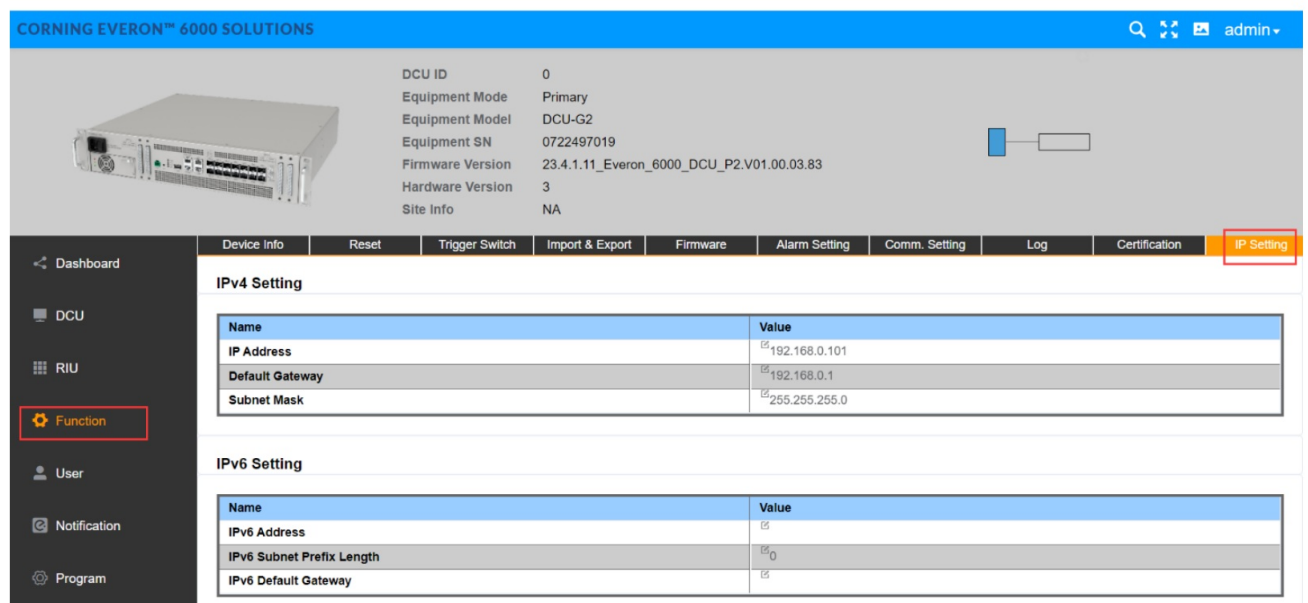 CORNING EVERON™ 6000 SOLUTIONS
admin
DCU ID 0
Equipment Mode Primary
Equipment Model DCU-G2
Equipment SN 0722497019
Firmware Version 23.4.1.11_Everon_6000_DCU_P2.V01.00.03.83
Hardware Version 3
Site Info NA
Device Info Reset Trigger Switch Import & Export Firmware Alarm Setting Comm. Setting Log Certification IP Setting
Dashboard
DCU
RIU
Function
User
Notification
Program
IPv4 Setting
Name Value
IP Address 192.168.0.101
Default Gateway 192.168.0.1
Subnet Mask 255.255.255.0
IPv6 Setting
Name Value
IPv6 Address
IPv6 Subnet Prefix Length 0
IPv6 Default Gateway